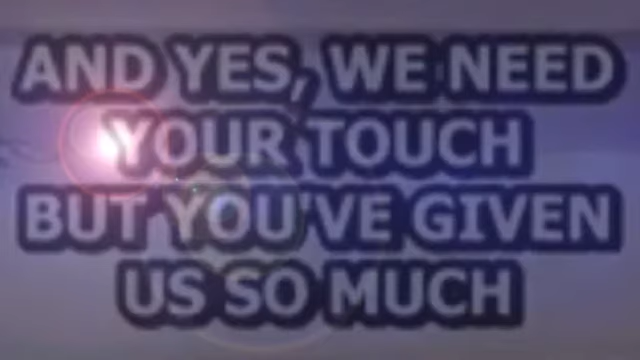 AND YES, WE NEED
YOUR TOUCH
BUT YOU'VE GIVEN
US SO MUCH